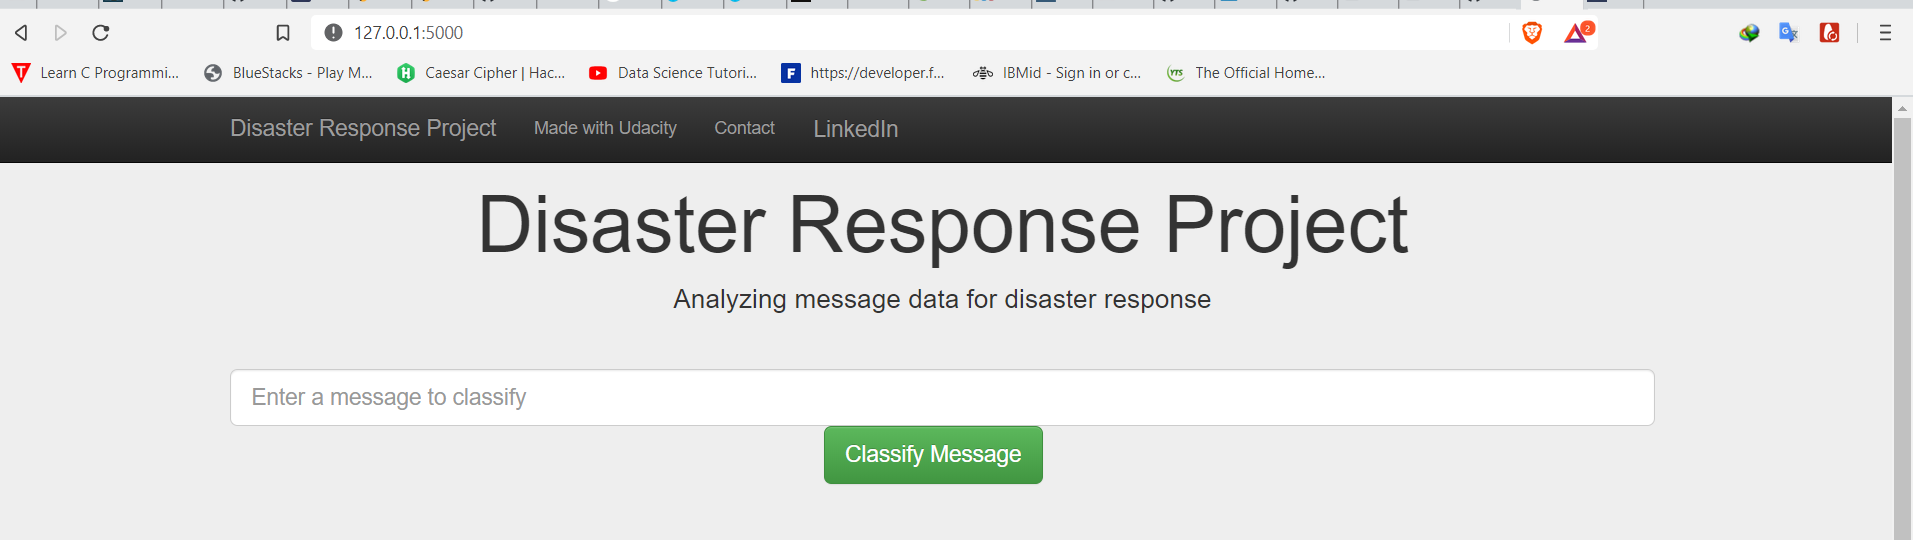 127.0.0.1:5000
2
Learn C Programmi... BlueStacks - Play M... Caesar Cipher | Hac... Data Science Tutori... https://developer.f... IBMid - Sign in or c... The Official Home...
Disaster Response Project Made with Udacity Contact LinkedIn
Disaster Response Project
Analyzing message data for disaster response
Enter a message to classify
Classify Message